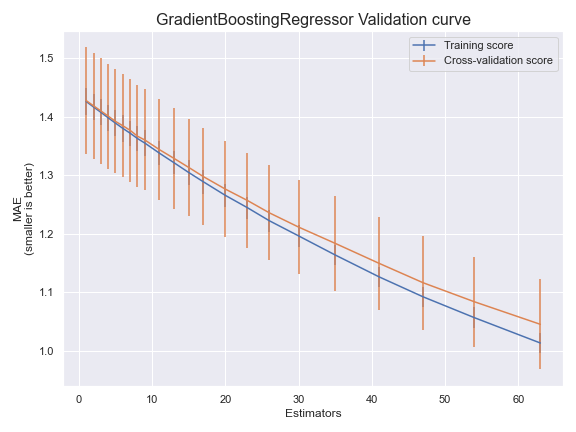 GradientBoostingRegressor Validation curve
Training score
Cross-validation score
1.5
1.4
1.3
1.2
1.1
1.0
MAE
(smaller is better)
0 10 20 30 40 50 60
Estimators